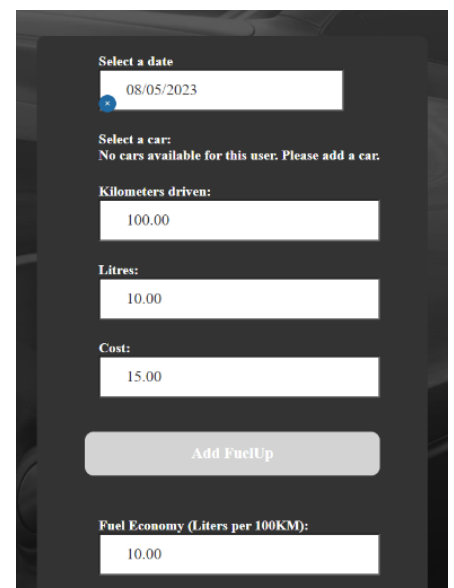 Select a date
08/05/2023
×
Select a car:
No cars available for this user. Please add a car.
Kilometers driven:
100.00
Litres:
10.00
Cost:
15.00
Add FuelUp
Fuel Economy (Liters per 100KM):
10.00